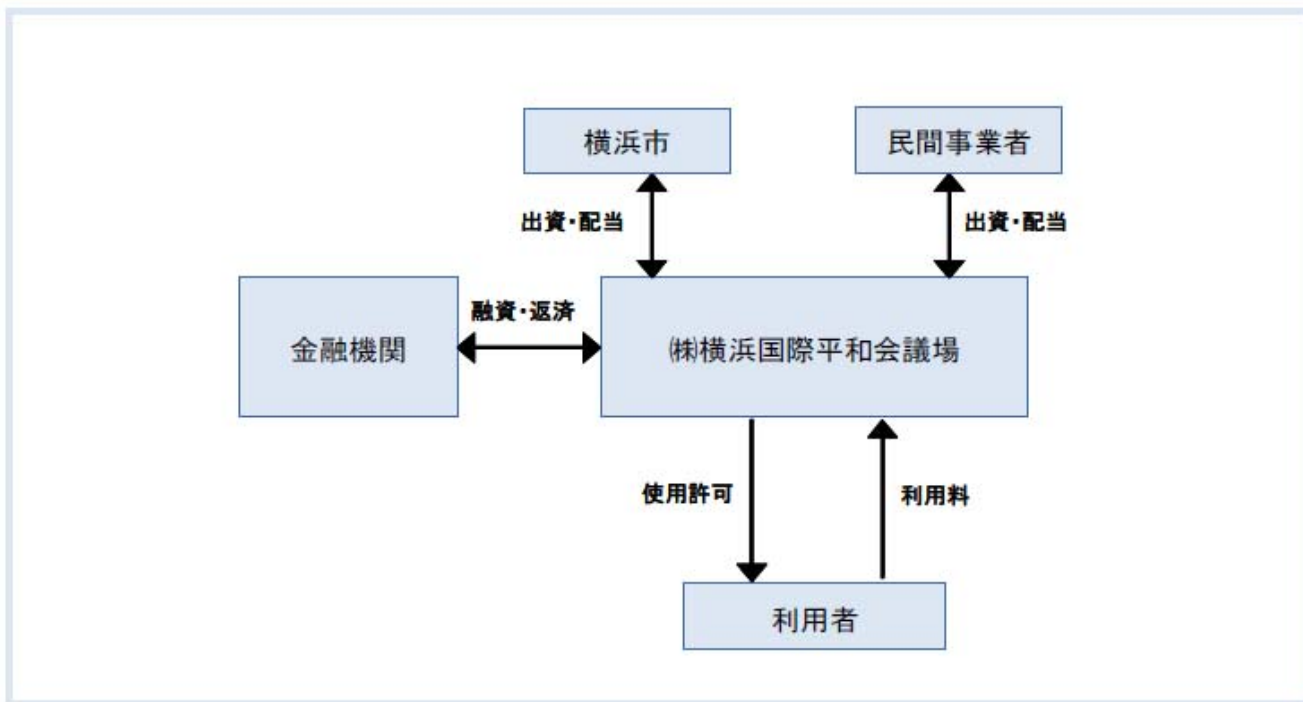 横浜市
民間事業者
出資・配当
出資・配当
融資・返済
金融機関
㈱横浜国際平和会議場
使用許可
利用料
利用者